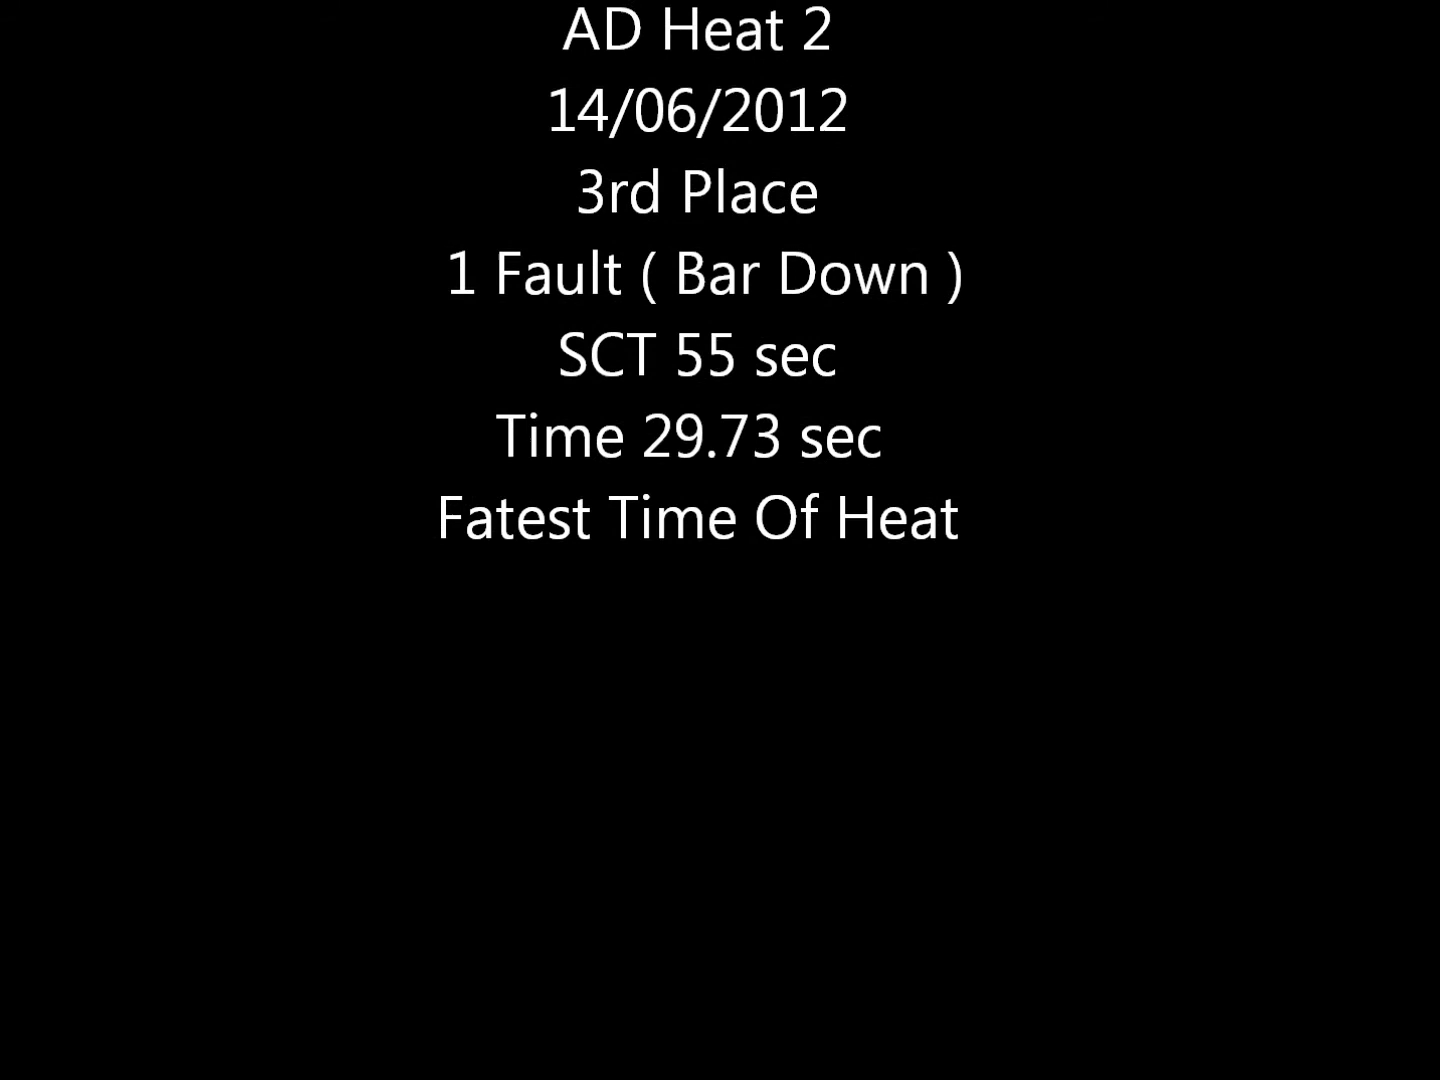 AD Heat 2
14/06/2012
3rd Place
1 Fault ( Bar Down )
SCT 55 sec
Time 29.73 sec
Fatest Time Of Heat